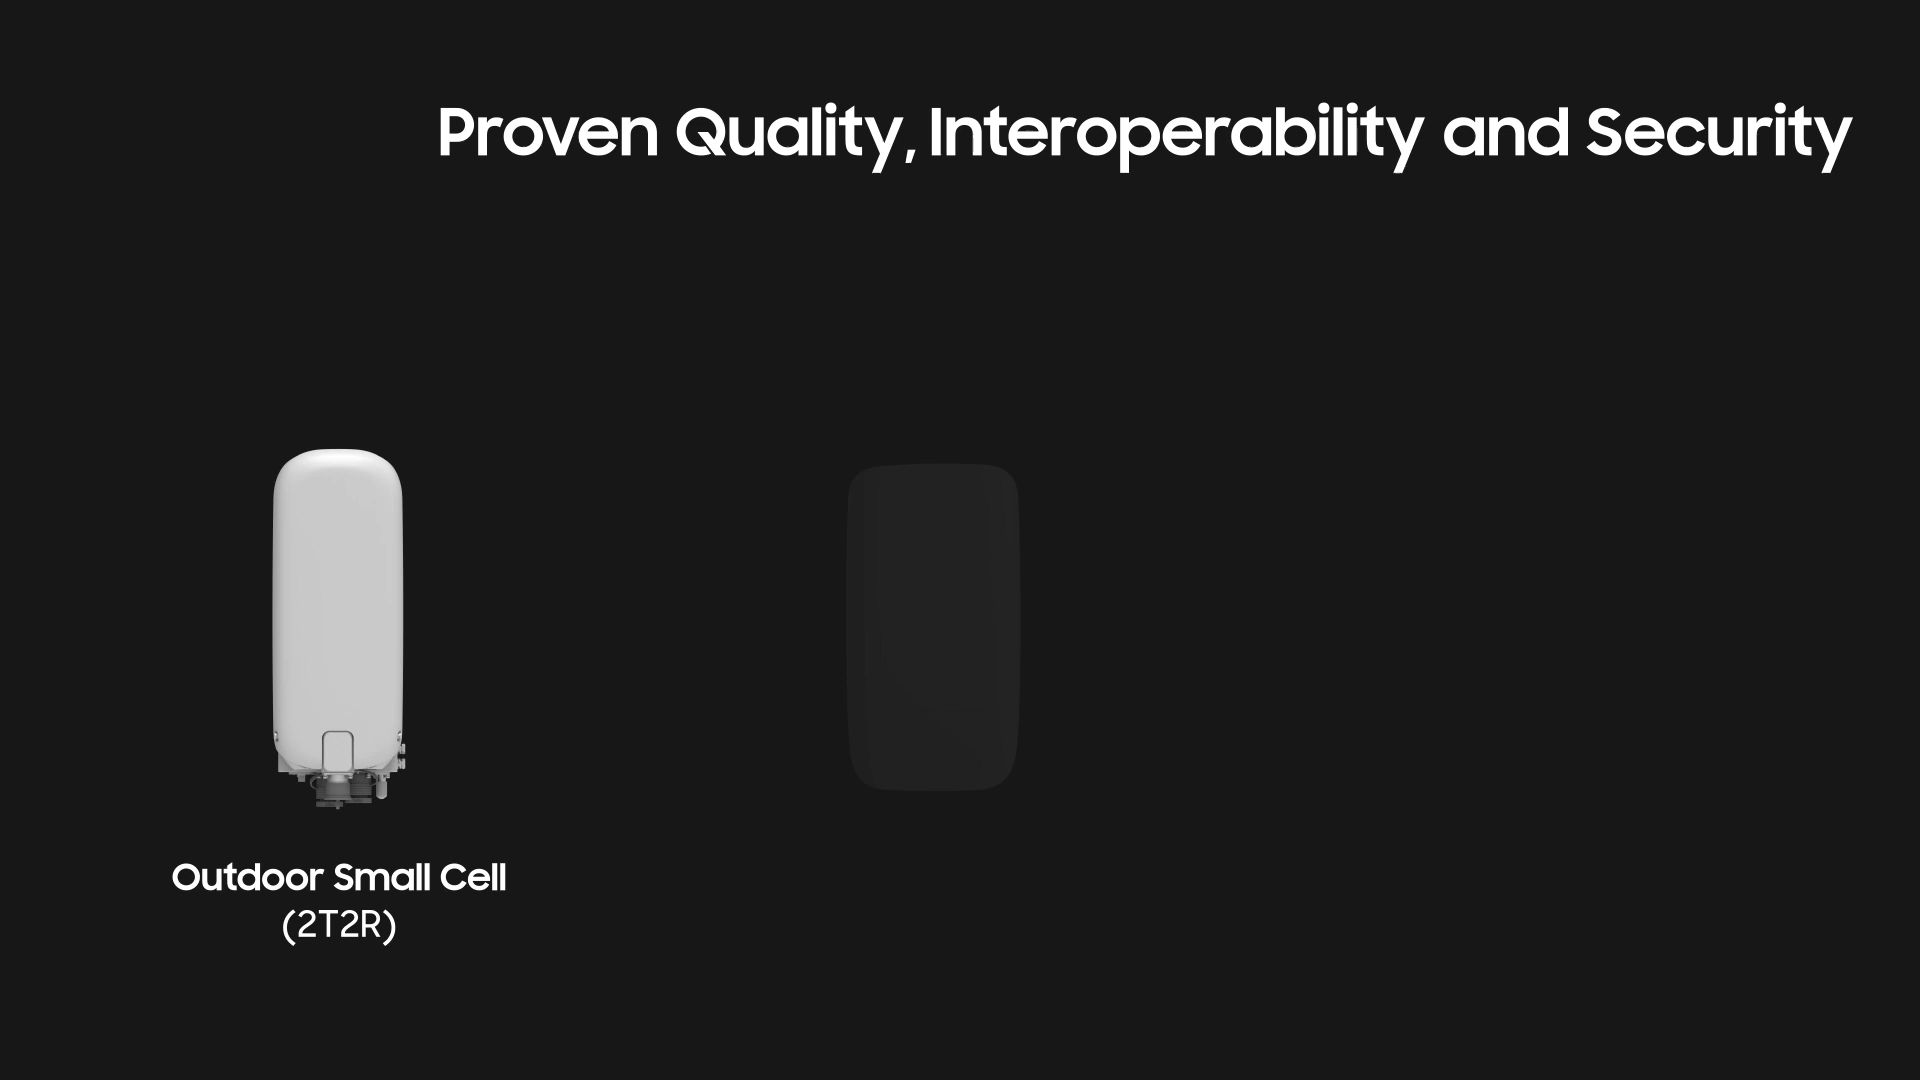 Proven Quality, Interoperability and Security
Outdoor Small Cell
(2T2R)